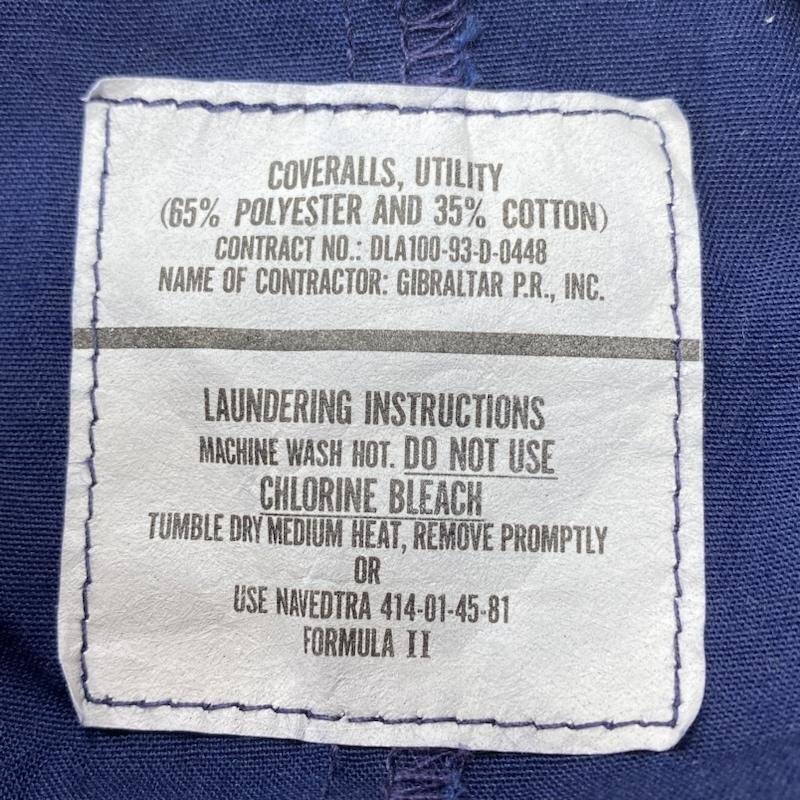 COVERALLS, UTILITY
(65% POLYESTER AND 35% COTTON)
CONTRACT NO.: DLA100-93-D-0448
NAME OF CONTRACTOR: GIBRALTAR P.R., INC.
LAUNDERING INSTRUCTIONS
MACHINE WASH HOT. DO NOT USE
CHLORINE BLEACH
TUMBLE DRY MEDIUM HEAT, REMOVE PROMPTLY
OR
USE NAVEDTRA 414-01-45-81
FORMULA II